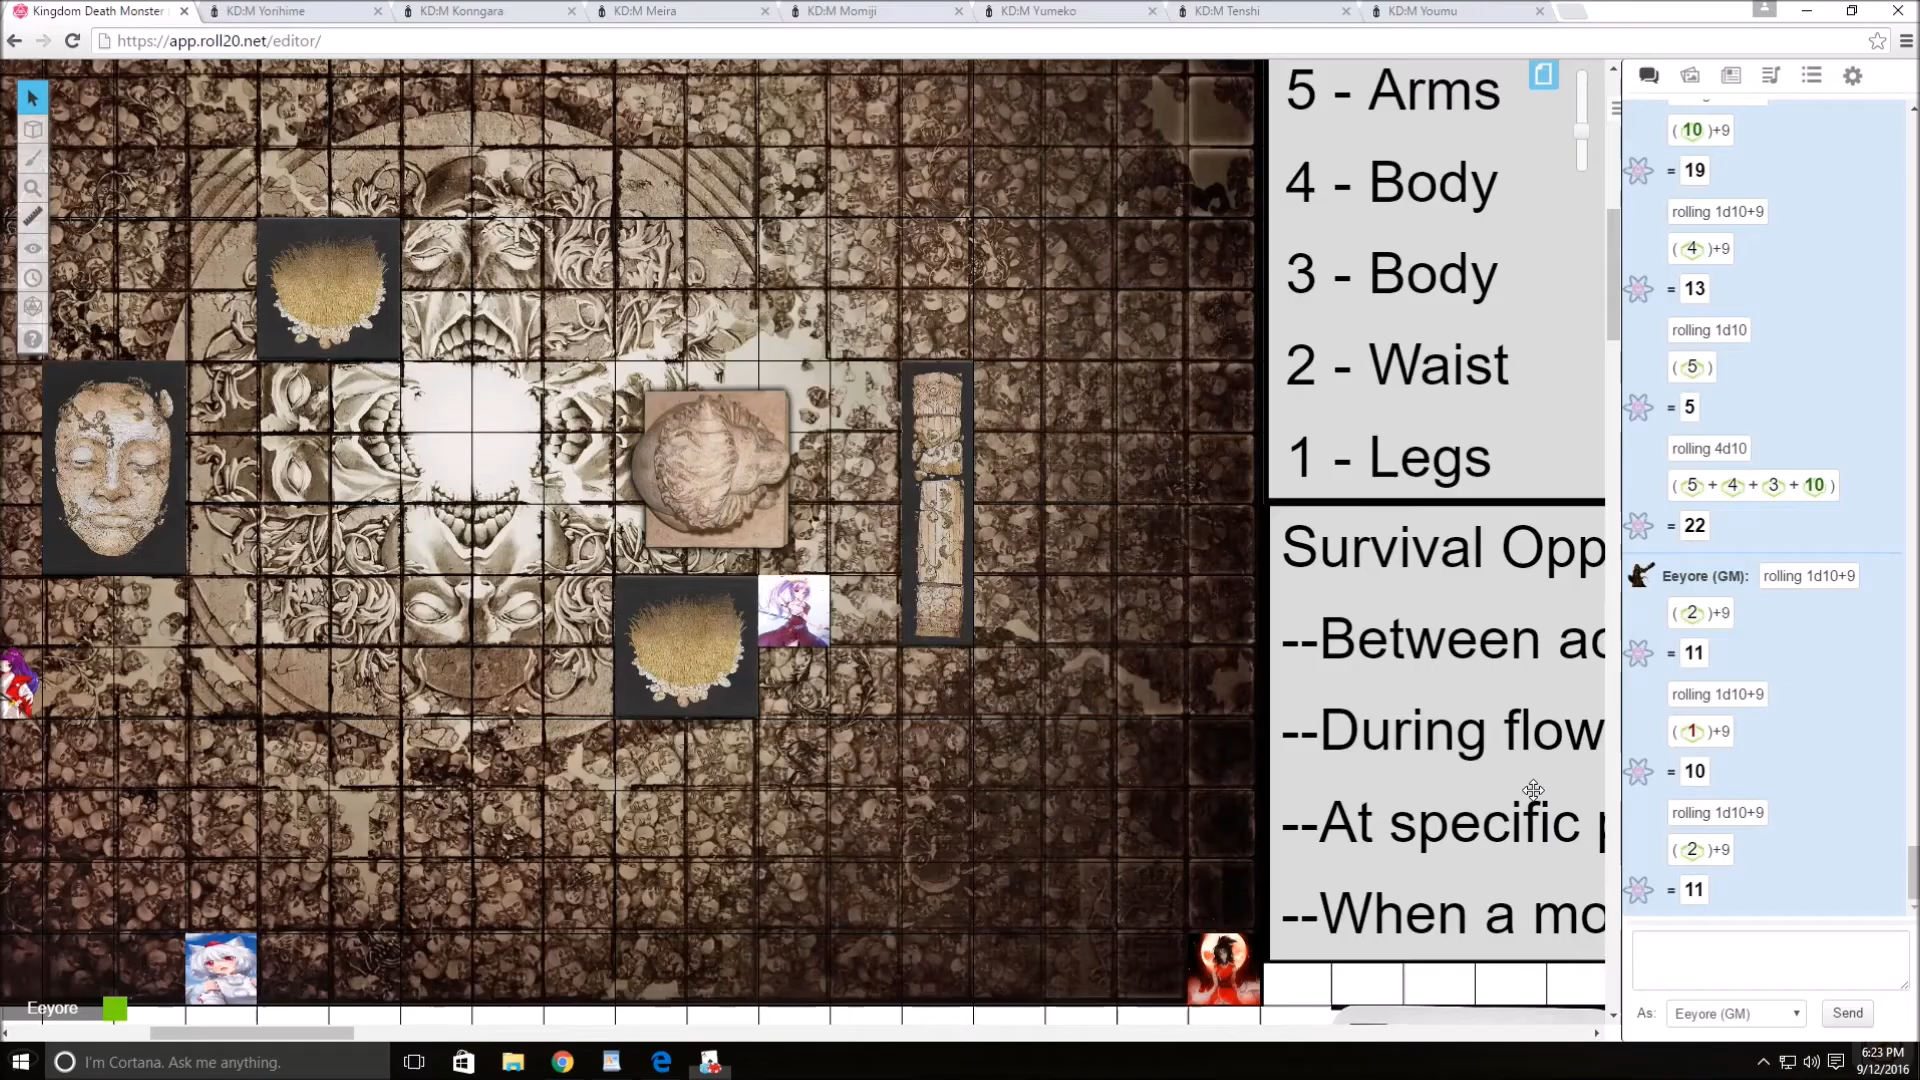 Kingdom Death Monster
KD:M Yorihime
KD:M Konngara
KD:M Meira
KD:M Momiji
KD:M Yumeko
KD:M Tenshi
KD:M Youmu
https://app.roll20.net/editor/
5 - Arms
4 - Body
3 - Body
2 - Waist
1 - Legs
Survival Opp
--Between ac
--During flow
--At specific p
--When a mo
(10)+9
= 19
rolling 1d10+9
(4)+9
= 13
rolling 1d10
(5)
= 5
rolling 4d10
(5 + 4 + 3 + 10)
= 22
Eeyore (GM): rolling 1d10+9
(2)+9
= 11
rolling 1d10+9
(1)+9
= 10
rolling 1d10+9
(2)+9
= 11
As: Eeyore (GM) Send
Eeyore
I'm Cortana. Ask me anything.
6:23 PM
9/12/2016